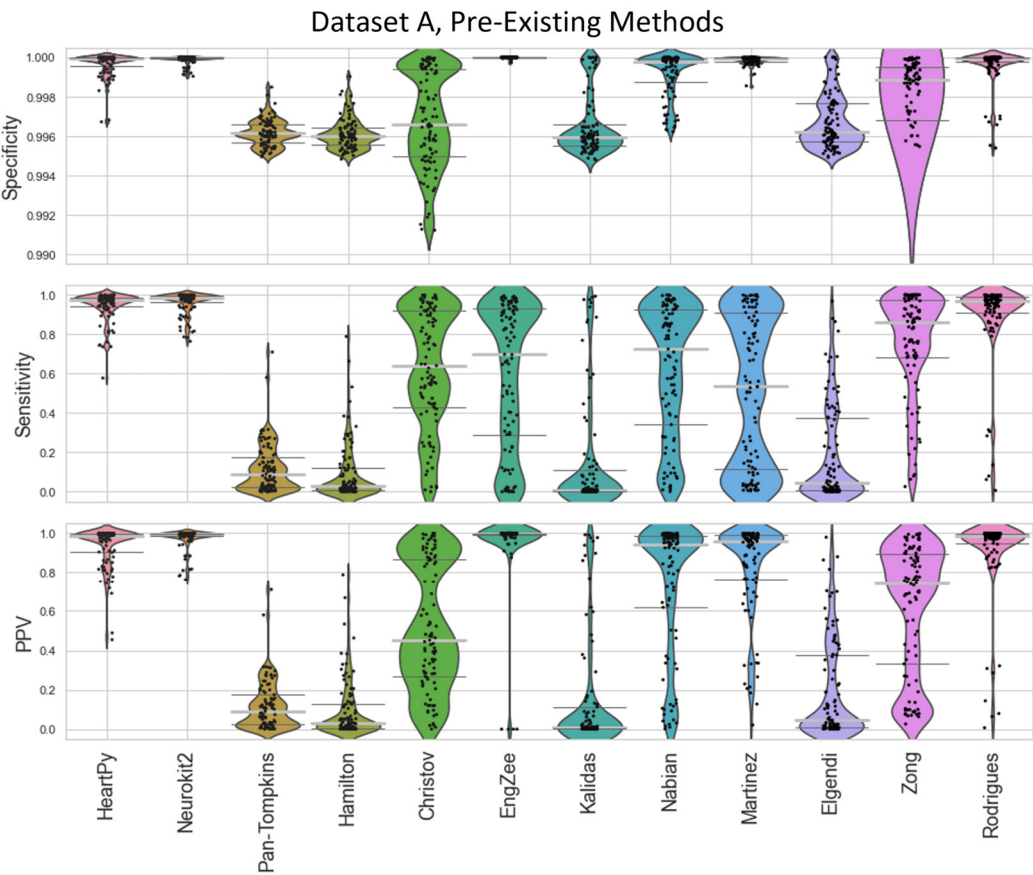 Dataset A, Pre-Existing Methods
Specificity
1.000
0.998
0.996
0.994
0.992
0.990
Sensitivity
1.0
0.8
0.6
0.4
0.2
0.0
PPV
1.0
0.8
0.6
0.4
0.2
0.0
HeartPy
Neurokit2
Pan-Tompkins
Hamilton
Christov
EngZee
Kalidas
Nabian
Martinez
Elgendi
Zong
Rodrigues